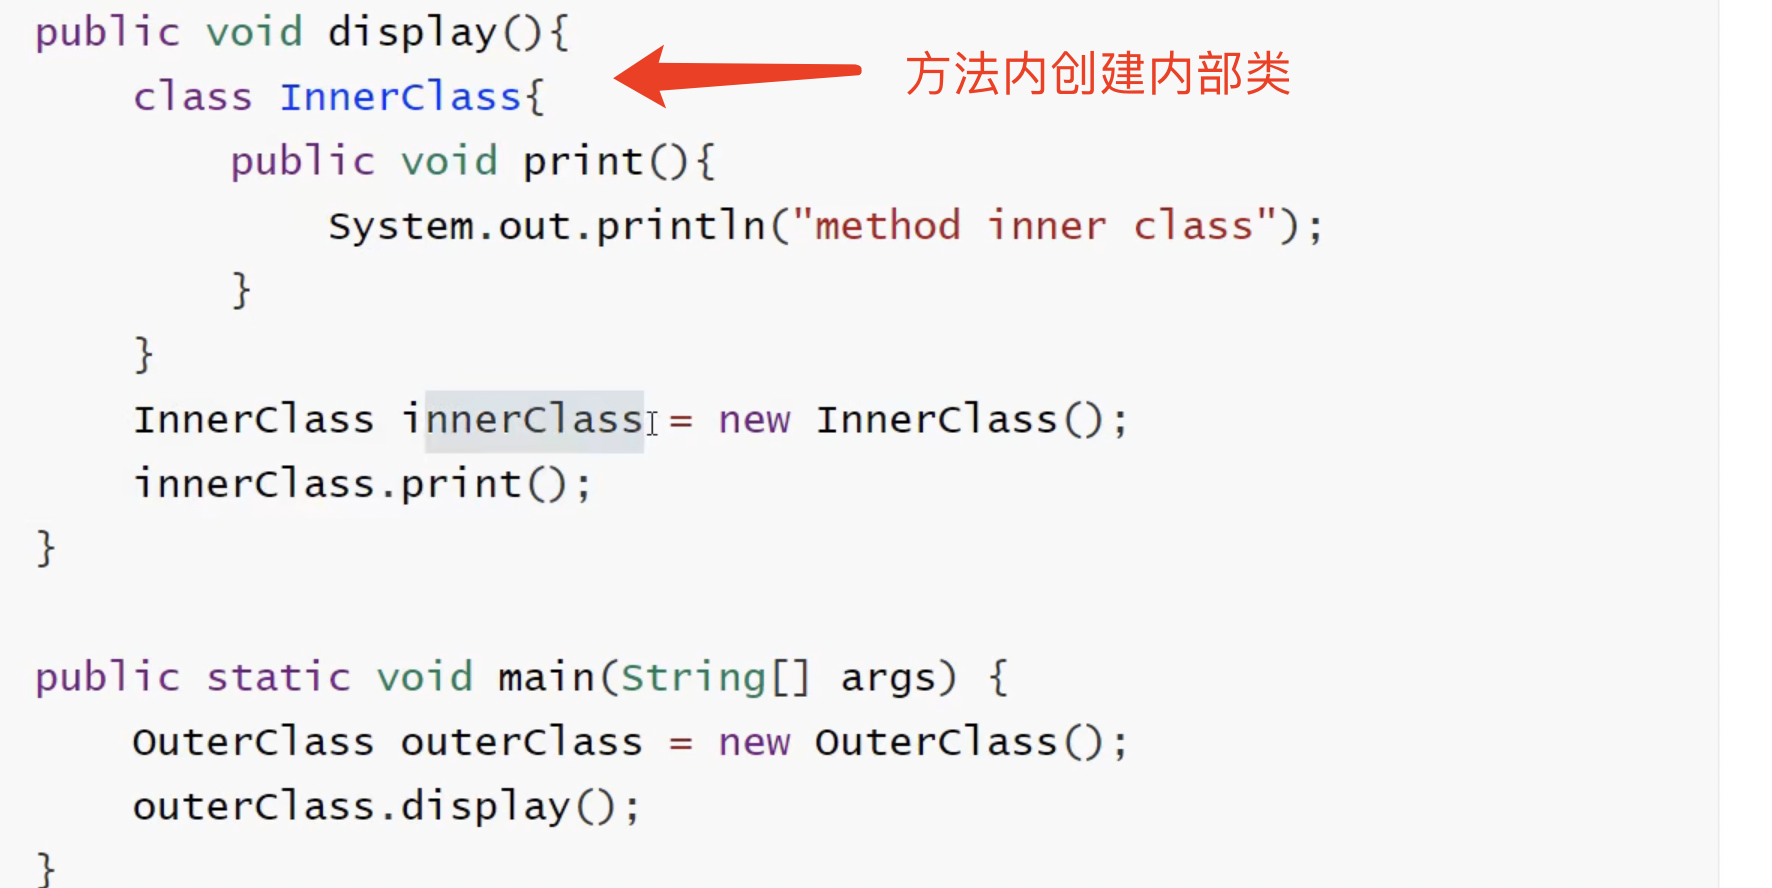 public void display(){
方法内创建内部类
class InnerClass{
public void print(){
System.out.println("method inner class");
}
}
InnerClass innerClass = new InnerClass();
innerClass.print();
}
public static void main(String[] args) {
OuterClass outerClass = new OuterClass();
outerClass.display();
}